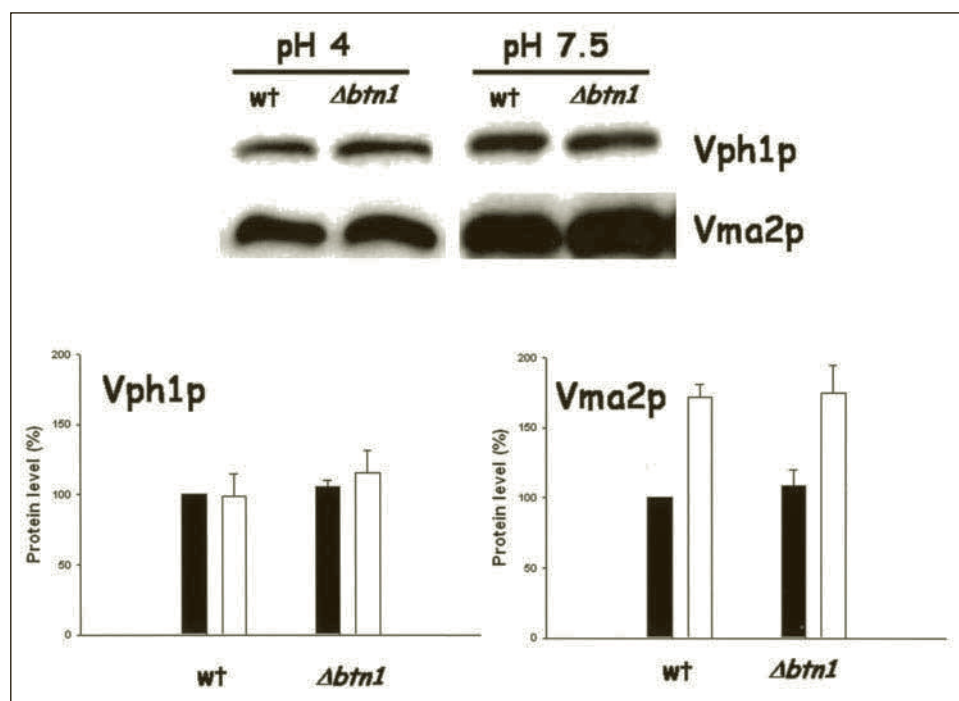 pH 4 pH 7.5
wt Δbtn1 wt Δbtn1
Vph1p
Vma2p
Vph1p
Protein level (%)
200
150
100
50
0
wt Δbtn1
Vma2p
Protein level (%)
200
150
100
50
0
wt Δbtn1